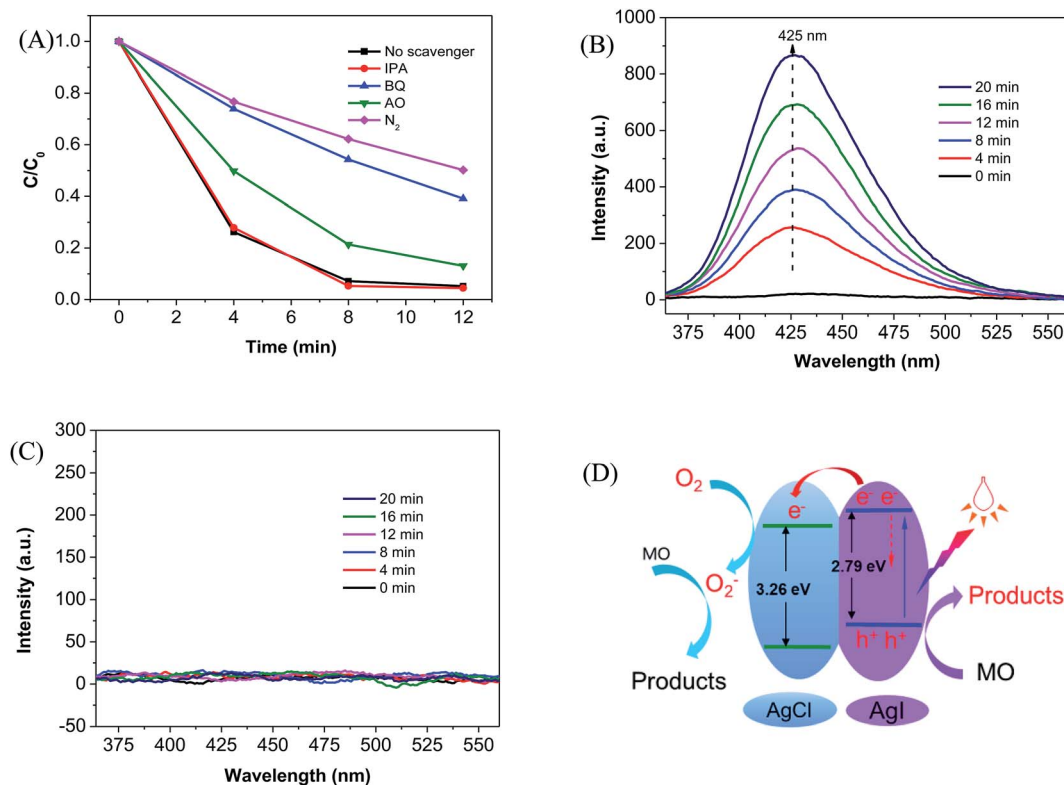 (A)
1.0
0.8
0.6
0.4
0.2
0.0
C/C0
0 2 4 6 8 10 12
Time (min)
No scavenger
IPA
BQ
AO
N2
(B)
1000
800
600
400
200
0
Intensity (a.u.)
375 400 425 450 475 500 525 550
Wavelength (nm)
425 nm
20 min
16 min
12 min
8 min
4 min
0 min
(C)
300
250
200
150
100
50
0
-50
Intensity (a.u.)
375 400 425 450 475 500 525 550
Wavelength (nm)
20 min
16 min
12 min
8 min
4 min
0 min
(D)
O2
e- e- e-
MO
O2-
3.26 eV
2.79 eV
Products
h+ h+
Products
MO
AgCl
AgI